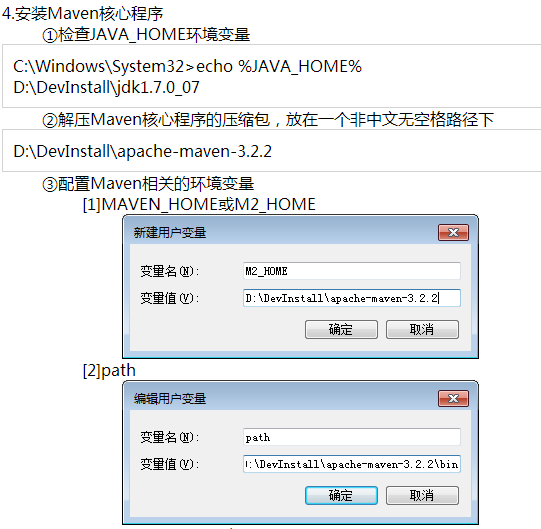 4.安装Maven核心程序
①检查JAVA_HOME环境变量
C:\Windows\System32>echo %JAVA_HOME%
D:\DevInstall\jdk1.7.0_07
②解压Maven核心程序的压缩包，放在一个非中文无空格路径下
D:\DevInstall\apache-maven-3.2.2
③配置Maven相关的环境变量
[1]MAVEN_HOME或M2_HOME
新建用户变量
变量名(N): M2_HOME
变量值(V): D:\DevInstall\apache-maven-3.2.2
确定 取消
[2]path
编辑用户变量
变量名(N): path
变量值(V): :\DevInstall\apache-maven-3.2.2\bin
确定 取消